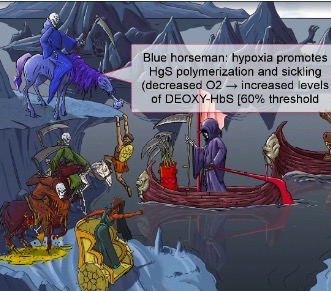 Blue horseman: hypoxia promotes
HgS polymerization and sickling
(decreased O2 → increased levels
of DEOXY-HbS [60% threshold